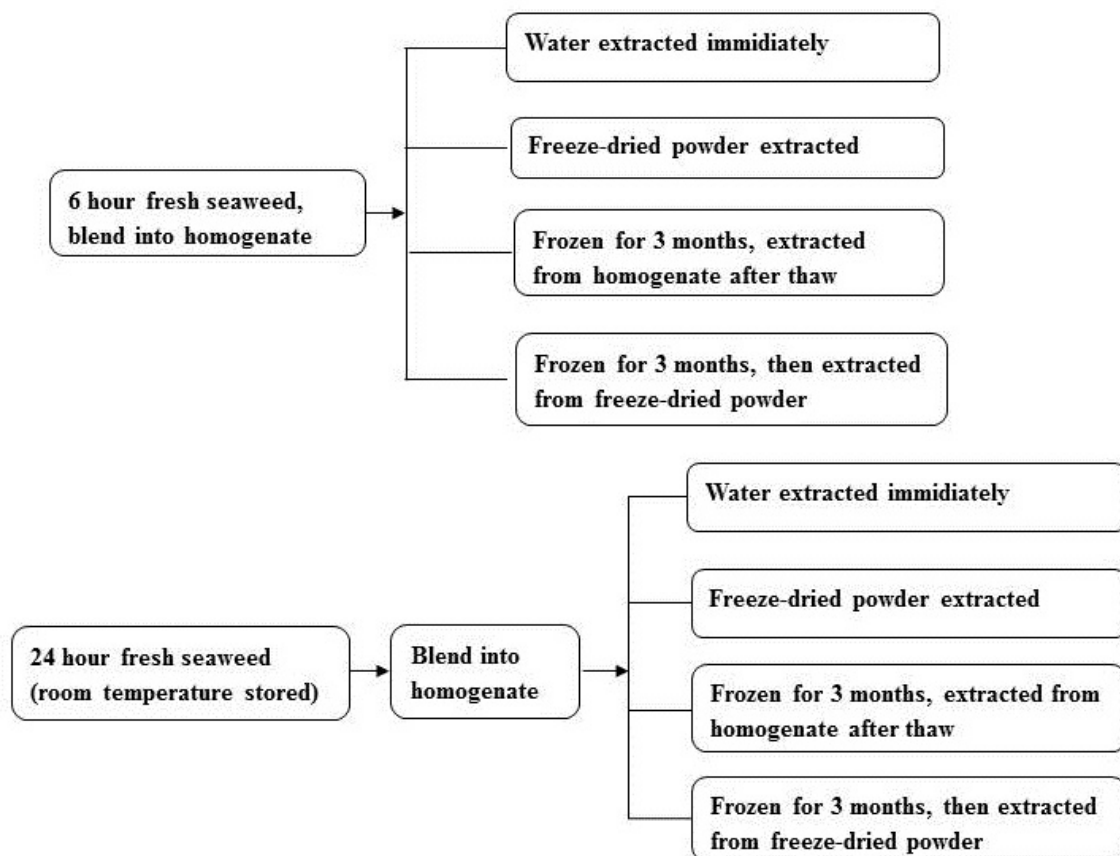 Water extracted immidiately
Freeze-dried powder extracted
6 hour fresh seaweed,
blend into homogenate
Frozen for 3 months, extracted
from homogenate after thaw
Frozen for 3 months, then extracted
from freeze-dried powder
Water extracted immidiately
Freeze-dried powder extracted
24 hour fresh seaweed
(room temperature stored)
Blend into
homogenate
Frozen for 3 months, extracted from
homogenate after thaw
Frozen for 3 months, then extracted
from freeze-dried powder